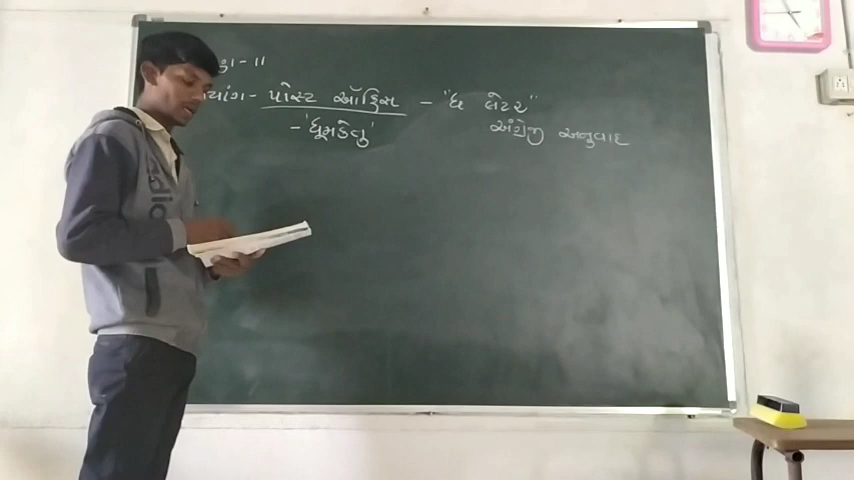 - 11
પોસ્ટ ઑફિસ - "ધ લેટર"
- 'ધૂમકેતુ' અંગ્રેજી અનુવાદ